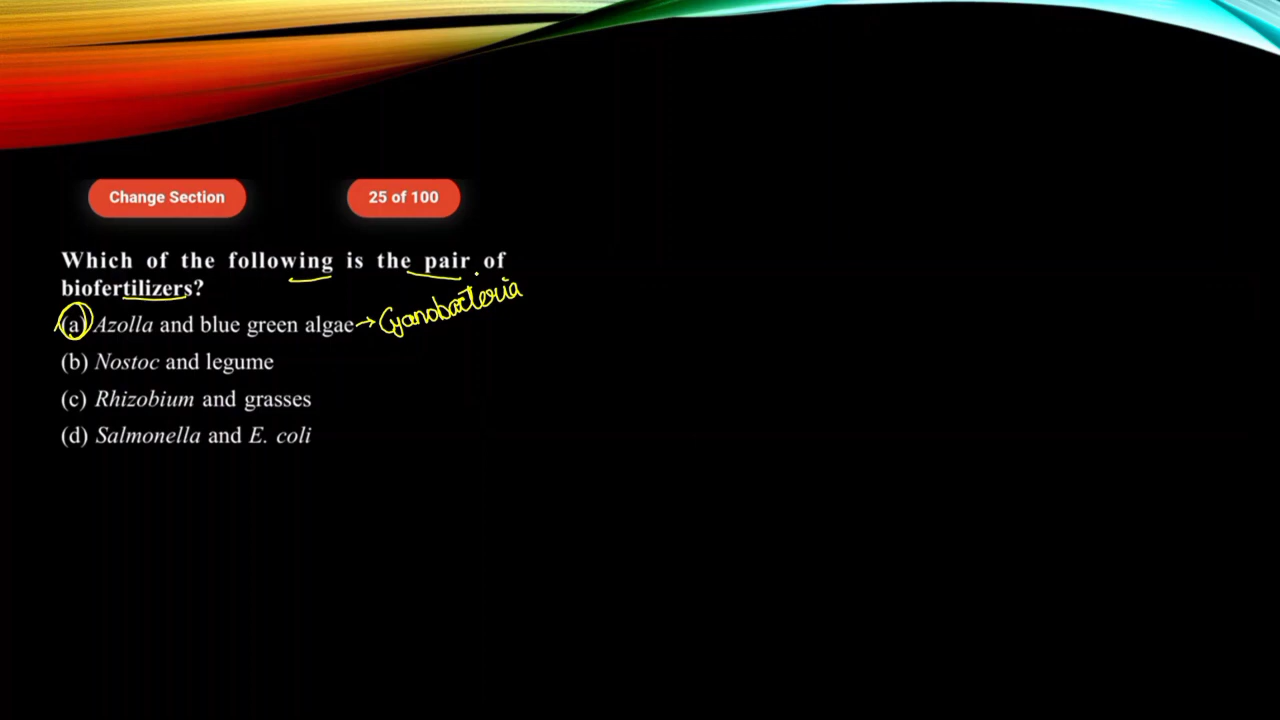 Change Section
25 of 100
Which of the following is the pair of
biofertilizers?
(a) Azolla and blue green algae → Cyanobacteria
(b) Nostoc and legume
(c) Rhizobium and grasses
(d) Salmonella and E. coli